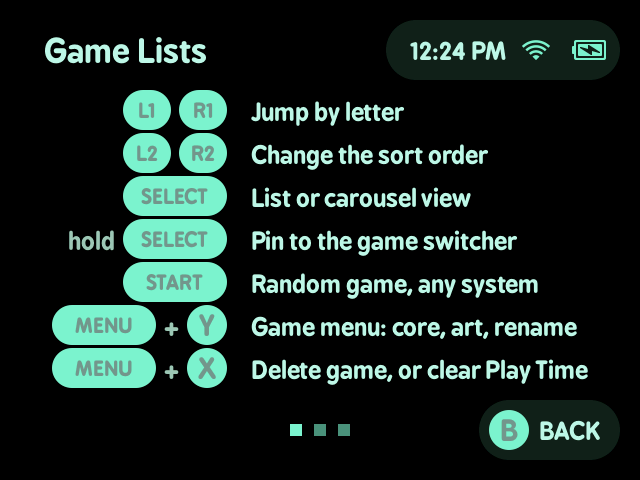 Game Lists
12:24 PM
L1 R1 Jump by letter
L2 R2 Change the sort order
SELECT List or carousel view
hold SELECT Pin to the game switcher
START Random game, any system
MENU + Y Game menu: core, art, rename
MENU + X Delete game, or clear Play Time
B BACK